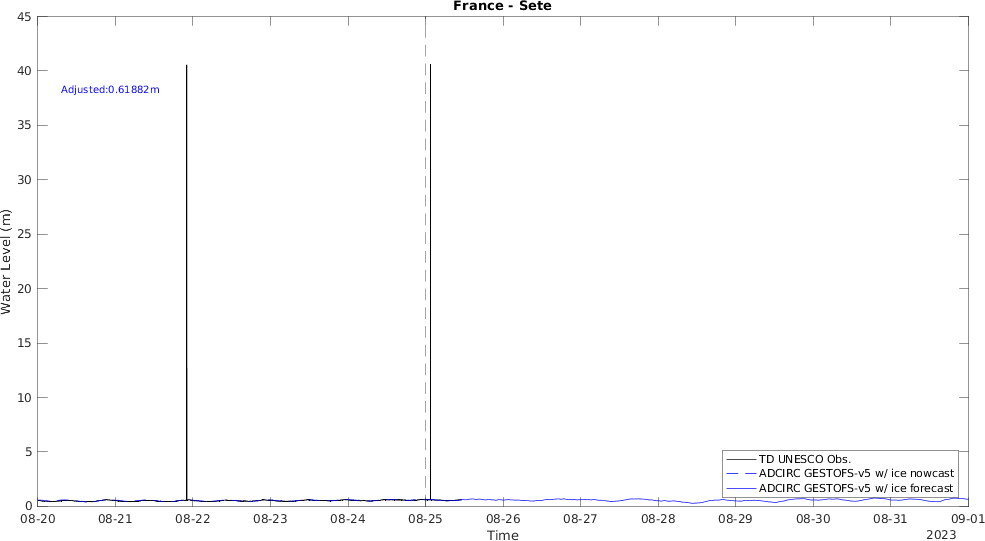 France - Sete
45
40
35
30
25
20
15
10
5
0
Water Level (m)
Adjusted:0.61882m
TD UNESCO Obs.
ADCIRC GESTOFS-v5 w/ ice nowcast
ADCIRC GESTOFS-v5 w/ ice forecast
08-20 08-21 08-22 08-23 08-24 08-25 08-26 08-27 08-28 08-29 08-30 08-31 09-01
Time
2023